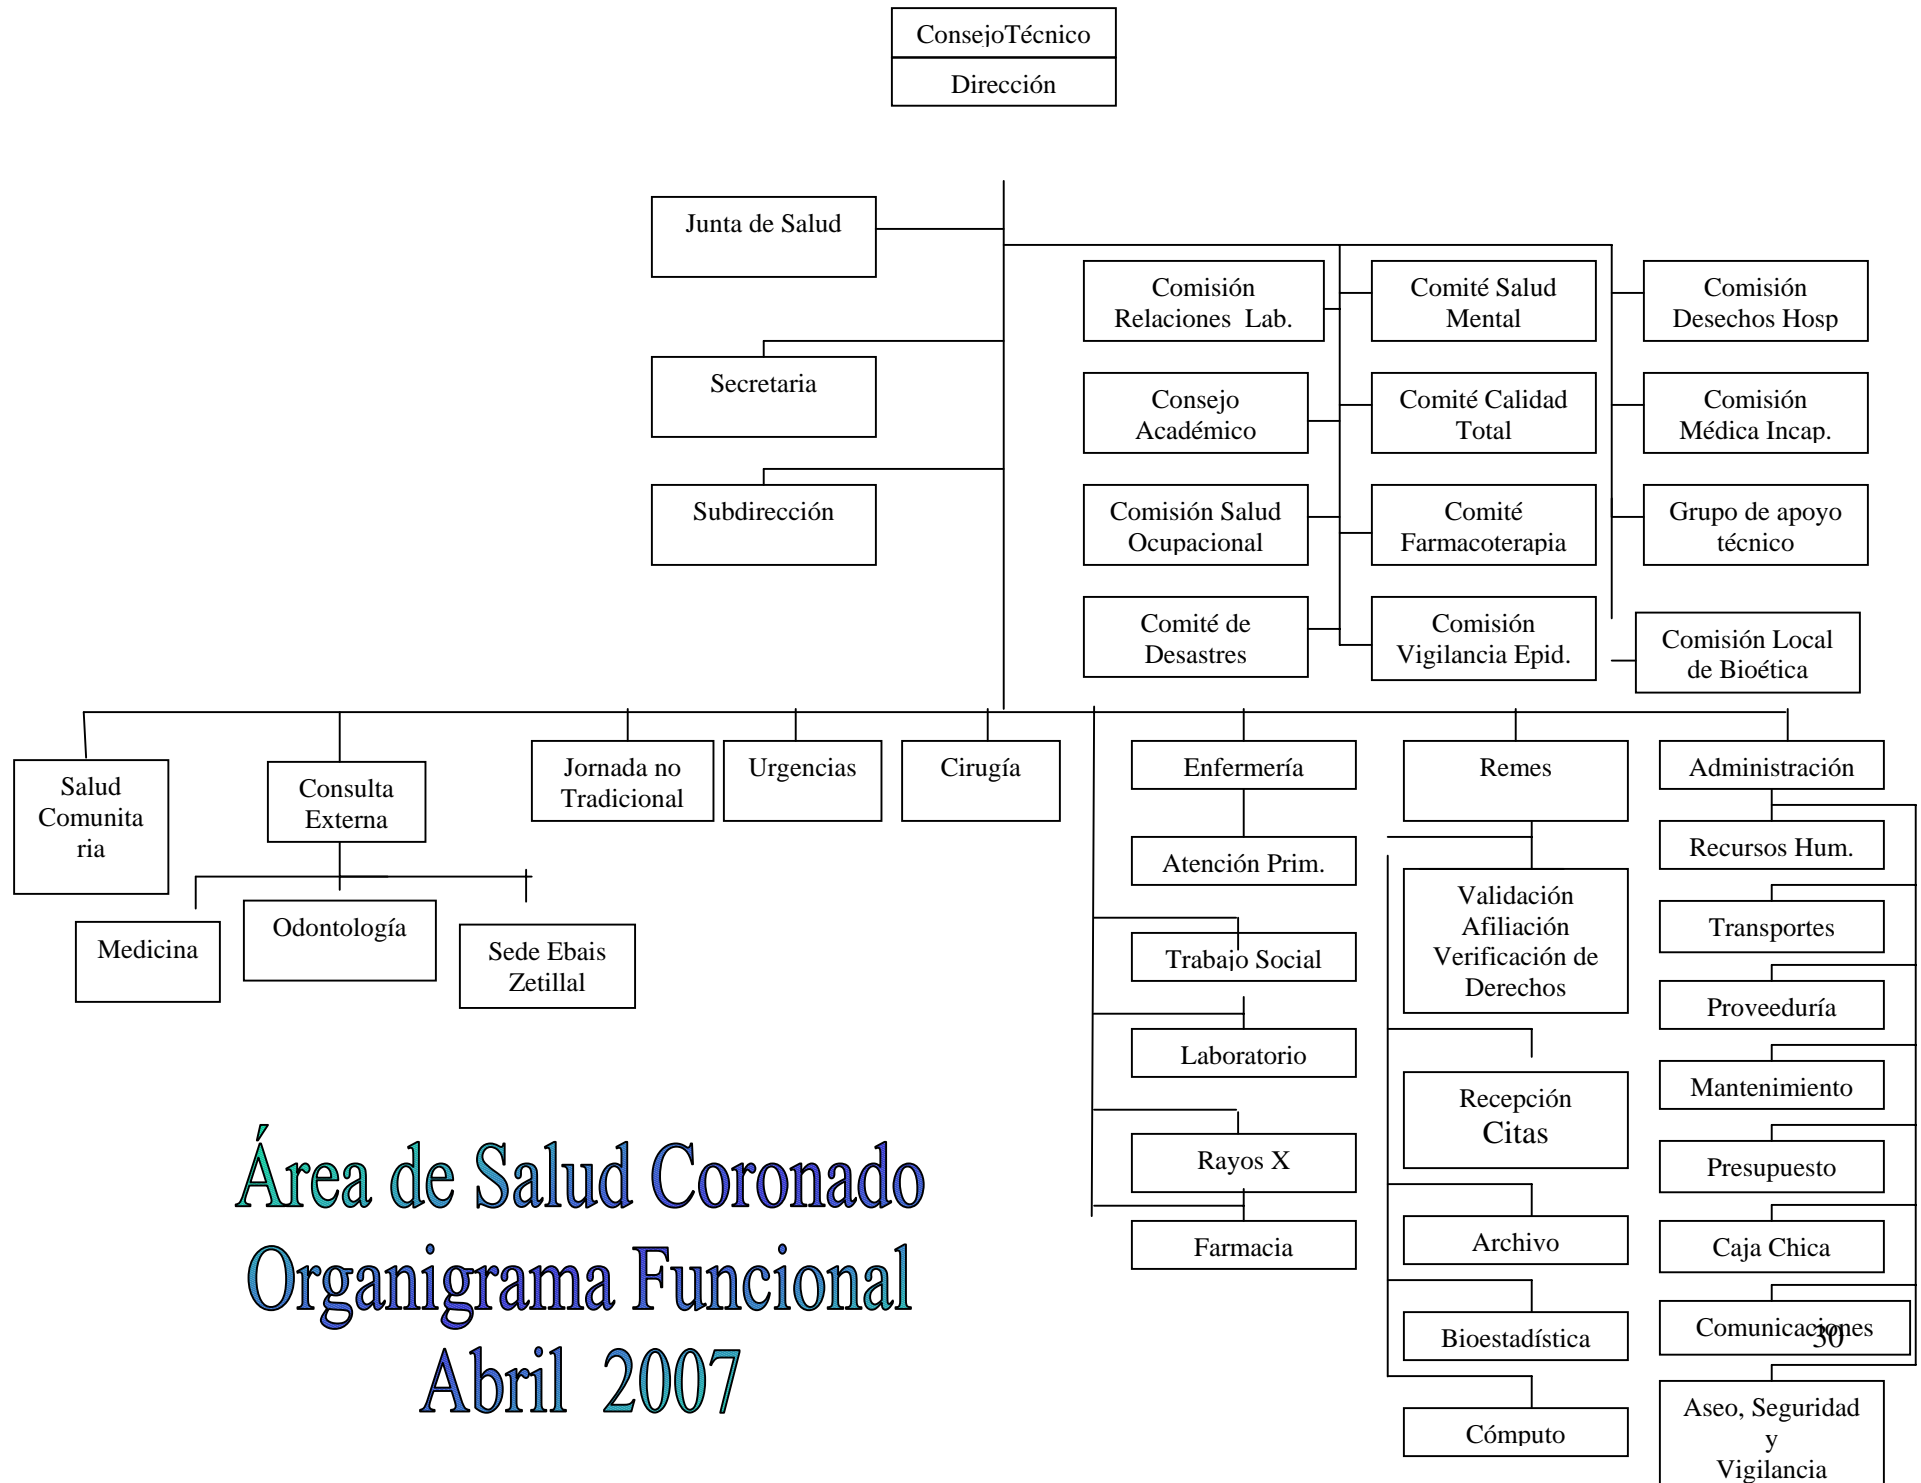 ConsejoTécnico
Dirección
Junta de Salud
Secretaria
Subdirección
Comisión
Relaciones Lab.
Comité Salud
Mental
Comisión
Desechos Hosp
Consejo
Académico
Comité Calidad
Total
Comisión
Médica Incap.
Comisión Salud
Ocupacional
Comité
Farmacoterapia
Grupo de apoyo
técnico
Comité de
Desastres
Comisión
Vigilancia Epid.
Comisión Local
de Bioética
Salud
Comunita
ria
Consulta
Externa
Jornada no
Tradicional
Urgencias
Cirugía
Enfermería
Remes
Administración
Medicina
Odontología
Sede Ebais
Zetillal
Atención Prim.
Trabajo Social
Laboratorio
Rayos X
Farmacia
Validación
Afiliación
Verificación de
Derechos
Recepción
Citas
Archivo
Bioestadística
Cómputo
Recursos Hum.
Transportes
Proveeduría
Mantenimiento
Presupuesto
Caja Chica
Comunicaciones
30
Aseo, Seguridad
y
Vigilancia
Área de Salud Coronado
Organigrama Funcional
Abril 2007